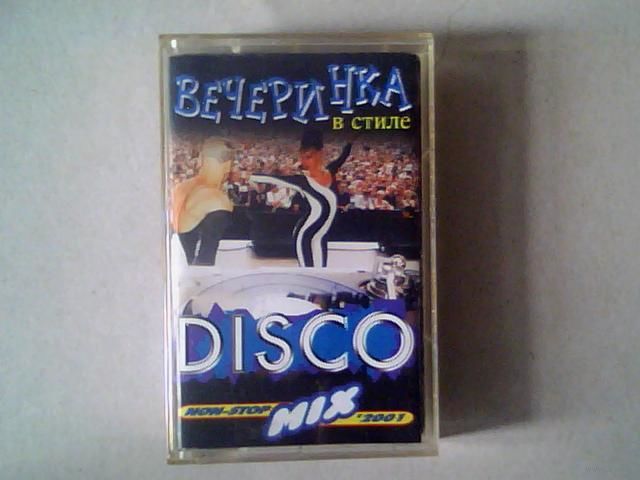 ВЕЧЕРИНКА
в стиле
DISCO
NON-STOP MIX '2001